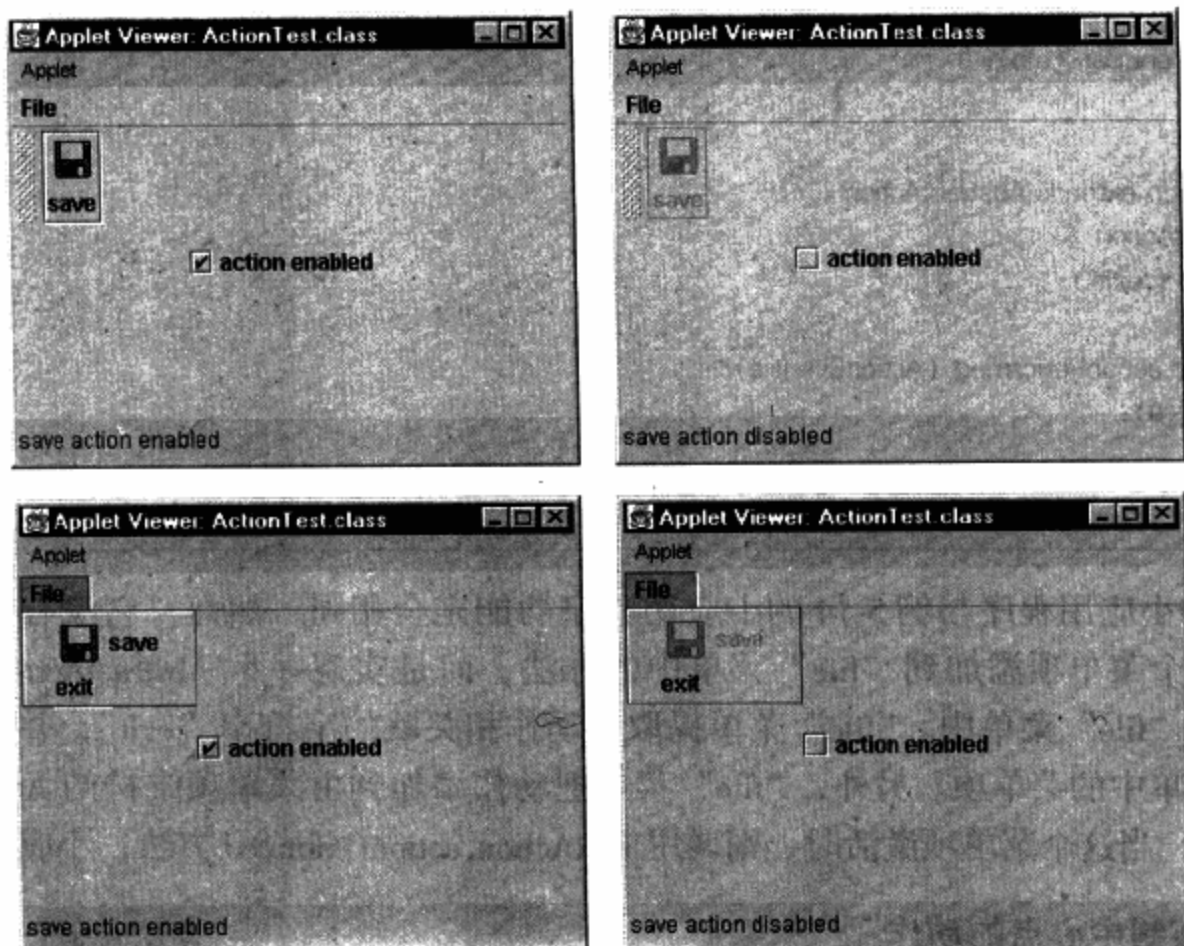 Applet Viewer: ActionTest.class
Applet
File
save
action enabled
save action enabled
Applet Viewer: ActionTest.class
Applet
File
save
action enabled
save action disabled
Applet Viewer: ActionTest.class
Applet
File
save
exit
action enabled
save action enabled
Applet Viewer: ActionTest.class
Applet
File
save
exit
action enabled
save action disabled